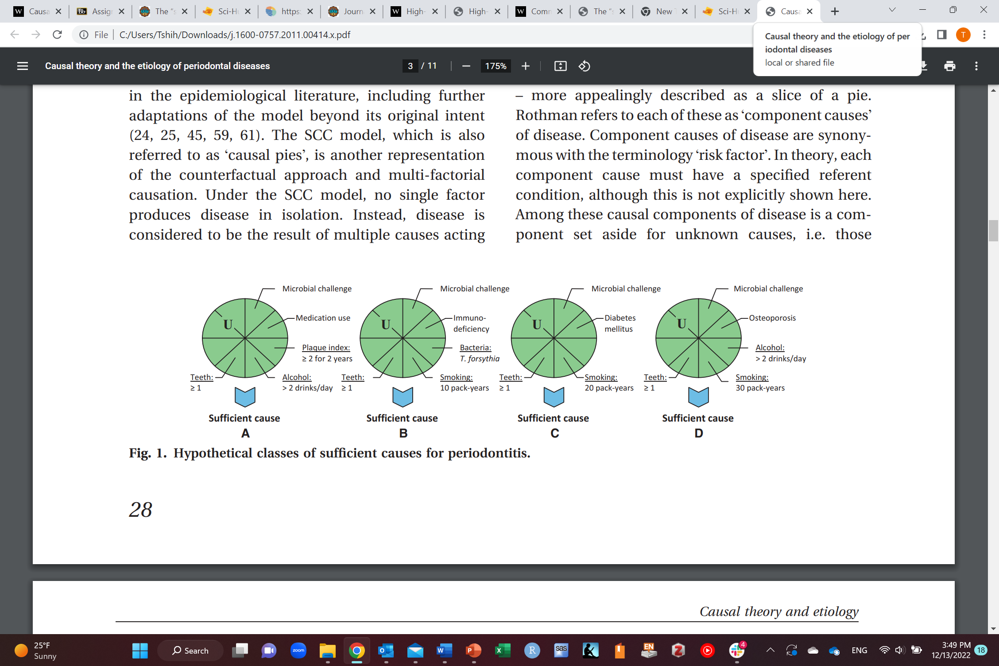 Causa
Assig
The “s
Sci-Hu
https:
Journ
High-
High-
Comn
The “s
New T
Sci-H
Causa
File
C:/Users/Tshih/Downloads/j.1600-0757.2011.00414.x.pdf
T
Causal theory and the etiology of per
iodontal diseases
local or shared file
Causal theory and the etiology of periodontal diseases
3 / 11
175%
in the epidemiological literature, including further
adaptations of the model beyond its original intent
(24, 25, 45, 59, 61). The SCC model, which is also
referred to as ‘causal pies’, is another representation
of the counterfactual approach and multi-factorial
causation. Under the SCC model, no single factor
produces disease in isolation. Instead, disease is
considered to be the result of multiple causes acting
– more appealingly described as a slice of a pie.
Rothman refers to each of these as ‘component causes’
of disease. Component causes of disease are synony-
mous with the terminology ‘risk factor’. In theory, each
component cause must have a specified referent
condition, although this is not explicitly shown here.
Among these causal components of disease is a com-
ponent set aside for unknown causes, i.e. those
Microbial challenge
U
Medication use
Plaque index:
≥ 2 for 2 years
Teeth:
≥ 1
Alcohol:
> 2 drinks/day
Sufficient cause
A
Microbial challenge
U
Immuno-
deficiency
Bacteria:
T. forsythia
Teeth:
≥ 1
Smoking:
10 pack-years
Sufficient cause
B
Microbial challenge
U
Diabetes
mellitus
Teeth:
≥ 1
Smoking:
20 pack-years
Sufficient cause
C
Microbial challenge
U
Osteoporosis
Alcohol:
> 2 drinks/day
Teeth:
≥ 1
Smoking:
30 pack-years
Sufficient cause
D
Fig. 1. Hypothetical classes of sufficient causes for periodontitis.
28
Causal theory and etiology
25°F
Sunny
Search
zoom
EN
4
ENG
3:49 PM
12/13/2022
18